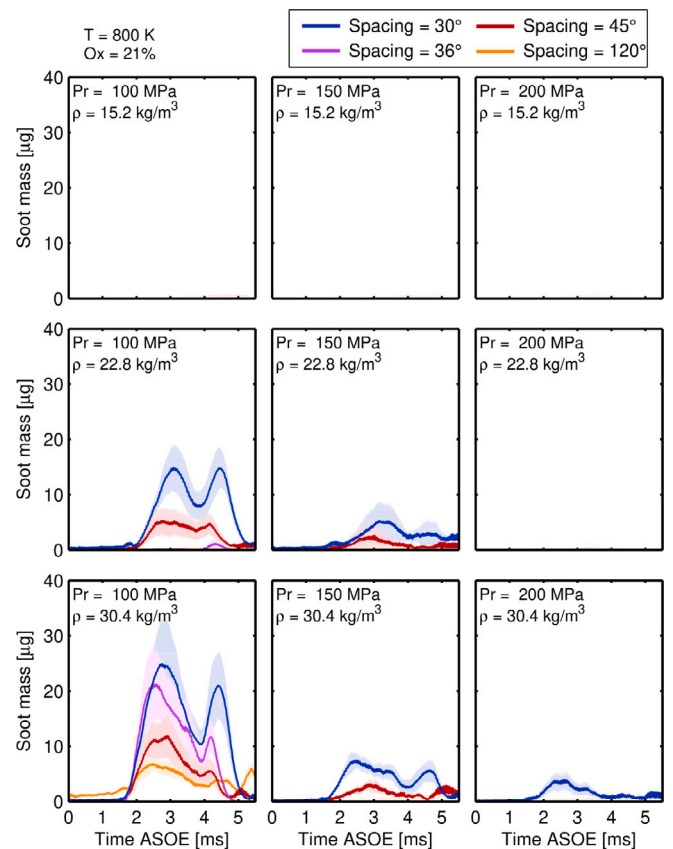 T = 800 K
Ox = 21%
Spacing = 30°
Spacing = 45°
Spacing = 36°
Spacing = 120°
Pr = 100 MPa
ρ = 15.2 kg/m³
Pr = 150 MPa
ρ = 15.2 kg/m³
Pr = 200 MPa
ρ = 15.2 kg/m³
Soot mass [µg]
40
30
20
10
0
Pr = 100 MPa
ρ = 22.8 kg/m³
Pr = 150 MPa
ρ = 22.8 kg/m³
Pr = 200 MPa
ρ = 22.8 kg/m³
Soot mass [µg]
40
30
20
10
0
Pr = 100 MPa
ρ = 30.4 kg/m³
Pr = 150 MPa
ρ = 30.4 kg/m³
Pr = 200 MPa
ρ = 30.4 kg/m³
Soot mass [µg]
40
30
20
10
0
0 1 2 3 4 5
0 1 2 3 4 5
0 1 2 3 4 5
Time ASOE [ms]
Time ASOE [ms]
Time ASOE [ms]